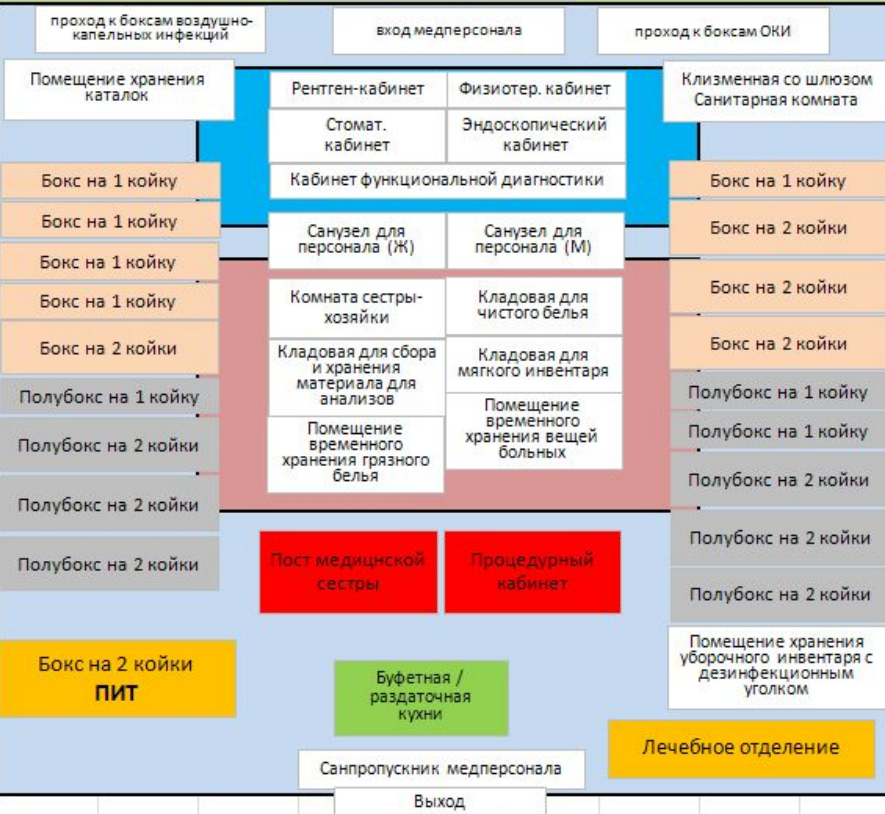 проход к боксам воздушно-
капельных инфекций
вход медперсонала
проход к боксам ОКИ
Помещение хранения
каталок
Рентген-кабинет
Физиотер. кабинет
Клизменная со шлюзом
Санитарная комната
Стомат.
кабинет
Эндоскопический
кабинет
Кабинет функциональной диагностики
Бокс на 1 койку
Бокс на 1 койку
Бокс на 1 койку
Бокс на 1 койку
Бокс на 2 койки
Полубокс на 1 койку
Полубокс на 2 койки
Полубокс на 2 койки
Полубокс на 2 койки
Санузел для
персонала (Ж)
Санузел для
персонала (М)
Комната сестры-
хозяйки
Кладовая для
чистого белья
Кладовая для сбора
и хранения
материала для
анализов
Кладовая для
мягкого инвентаря
Помещение
временного
хранения грязного
белья
Помещение
временного
хранения вещей
больных
Бокс на 1 койку
Бокс на 2 койки
Бокс на 2 койки
Бокс на 2 койки
Полубокс на 1 койку
Полубокс на 1 койку
Полубокс на 2 койки
Полубокс на 2 койки
Полубокс на 2 койки
Пост медицнской
сестры
Процедурный
кабинет
Бокс на 2 койки
ПИТ
Буфетная /
раздаточная
кухни
Помещение хранения
уборочного инвентаря с
дезинфекционным
уголком
Лечебное отделение
Санпропускник медперсонала
Выход